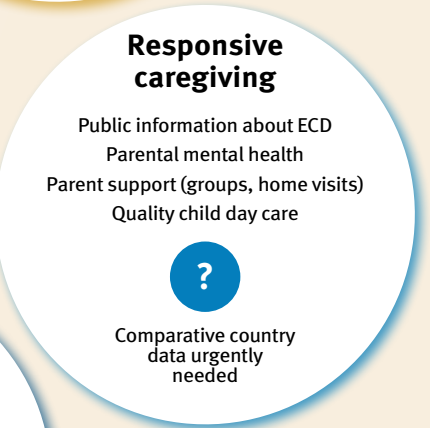 Responsive
caregiving
Public information about ECD
Parental mental health
Parent support (groups, home visits)
Quality child day care
?
Comparative country
data urgently
needed